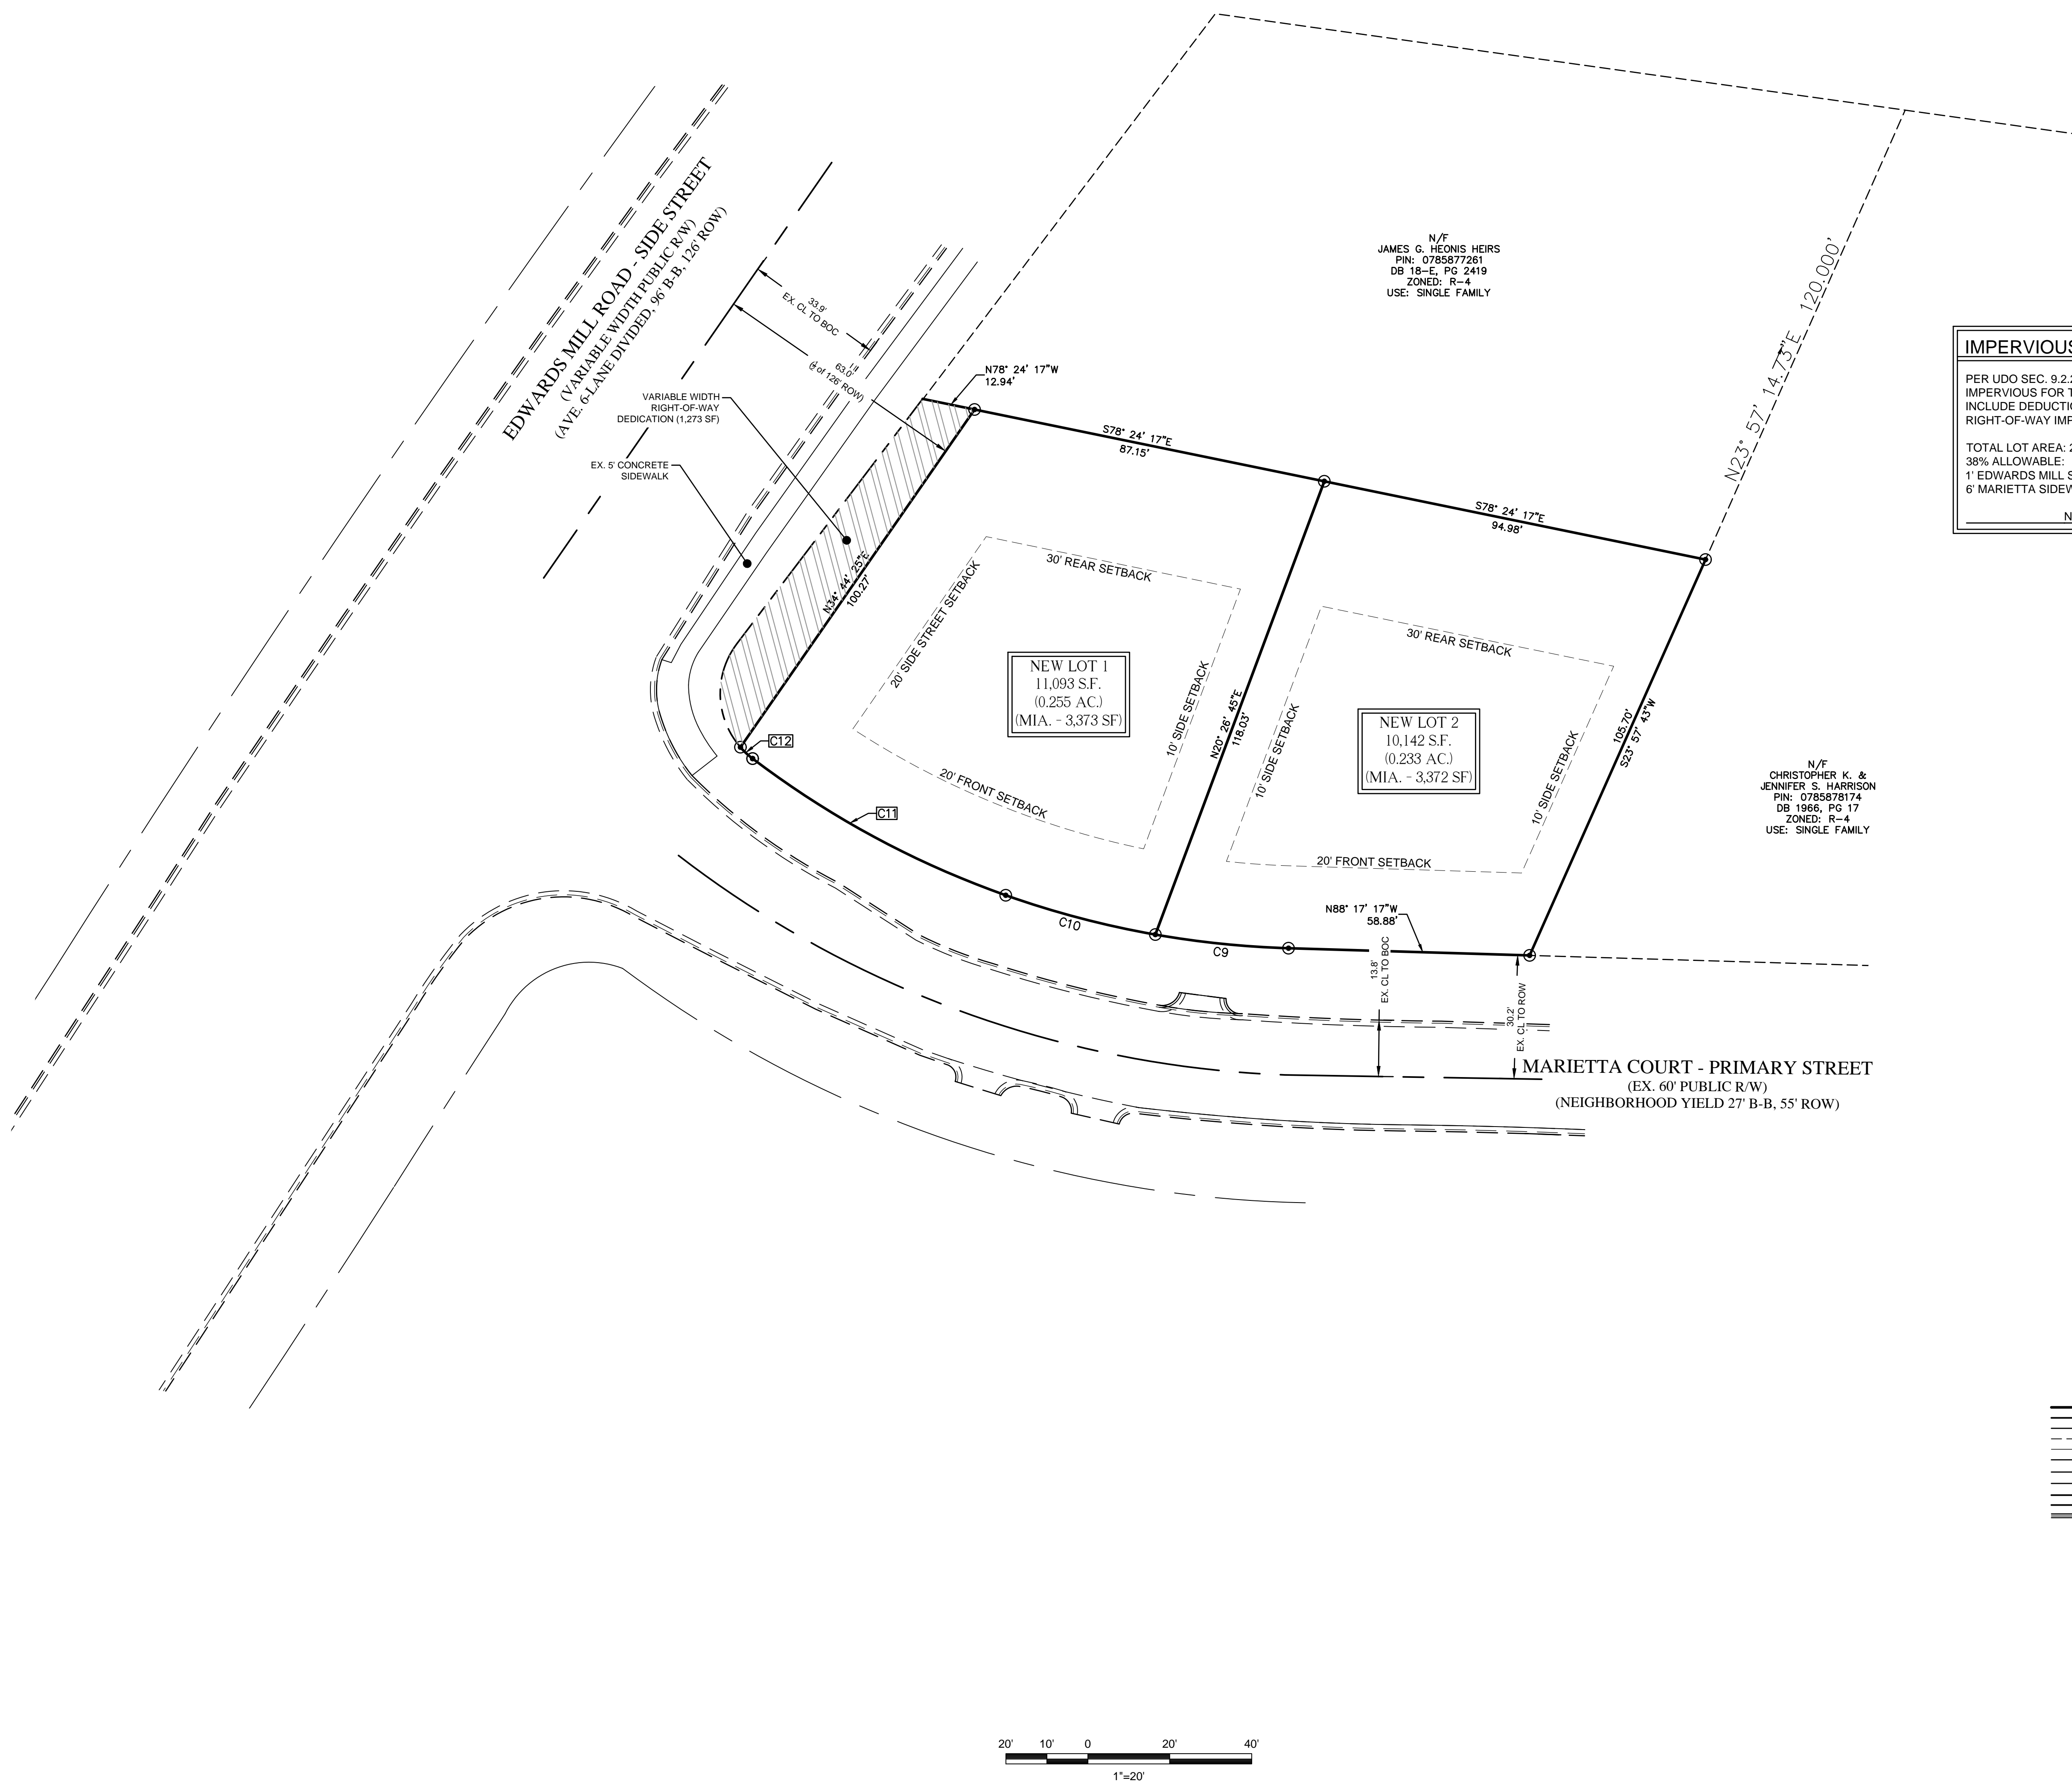 EDWARDS MILL ROAD - SIDE STREET
(VARIABLE WIDTH PUBLIC R/W)
(AVE. 6-LANE DIVIDED, 96' B-B, 126' ROW)
33.9'
EX. CL TO BOC
63.0'
(½ of 126' ROW)
VARIABLE WIDTH
RIGHT-OF-WAY
DEDICATION (1,273 SF)
EX. 5' CONCRETE
SIDEWALK
N78° 24' 17"W
12.94'
N/F
JAMES G. HEONIS HEIRS
PIN: 0785877261
DB 18-E, PG 2419
ZONED: R-4
USE: SINGLE FAMILY
N23° 57' 14.73"E 120.000'
IMPERVIOUS
PER UDO SEC. 9.2.2
IMPERVIOUS FOR T
INCLUDE DEDUCTIO
RIGHT-OF-WAY IMP
TOTAL LOT AREA: 2
38% ALLOWABLE:
1' EDWARDS MILL S
6' MARIETTA SIDEW
N
S78° 24' 17"E
87.15'
S78° 24' 17"E
94.98'
N34° 44' 25"E
100.27'
20' SIDE STREET SETBACK
30' REAR SETBACK
10' SIDE SETBACK
20' FRONT SETBACK
NEW LOT 1
11,093 S.F.
(0.255 AC.)
(MIA. - 3,373 SF)
N20° 26' 45"E
118.03'
10' SIDE SETBACK
30' REAR SETBACK
10' SIDE SETBACK
20' FRONT SETBACK
NEW LOT 2
10,142 S.F.
(0.233 AC.)
(MIA. - 3,372 SF)
105.70'
S23° 57' 43"W
N/F
CHRISTOPHER K. &
JENNIFER S. HARRISON
PIN: 0785878174
DB 1966, PG 17
ZONED: R-4
USE: SINGLE FAMILY
C12
C11
C10
C9
N88° 17' 17"W
58.88'
13.8'
EX. CL TO BOC
30.2'
EX. CL TO ROW
MARIETTA COURT - PRIMARY STREET
(EX. 60' PUBLIC R/W)
(NEIGHBORHOOD YIELD 27' B-B, 55' ROW)
20' 10' 0 20' 40'
1"=20'